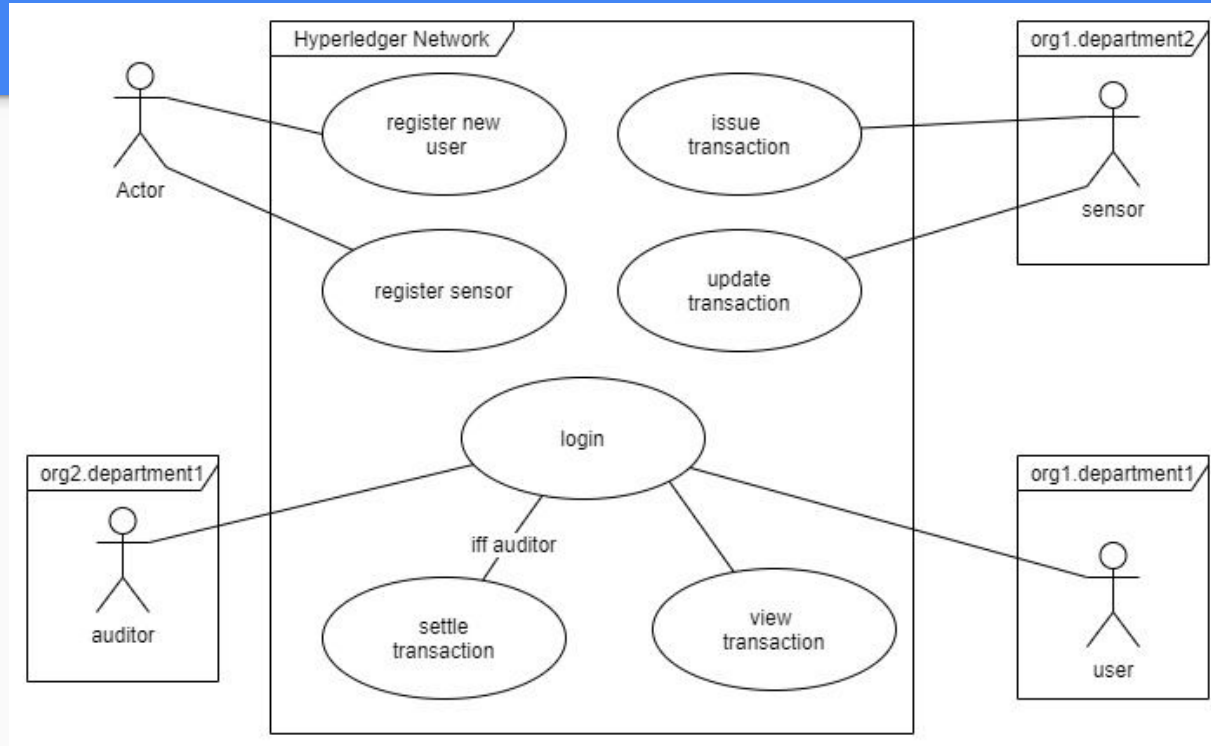 Hyperledger Network
org1.department2
register new
user
issue
transaction
Actor
sensor
register sensor
update
transaction
login
org2.department1
org1.department1
iff auditor
auditor
settle
transaction
view
transaction
user